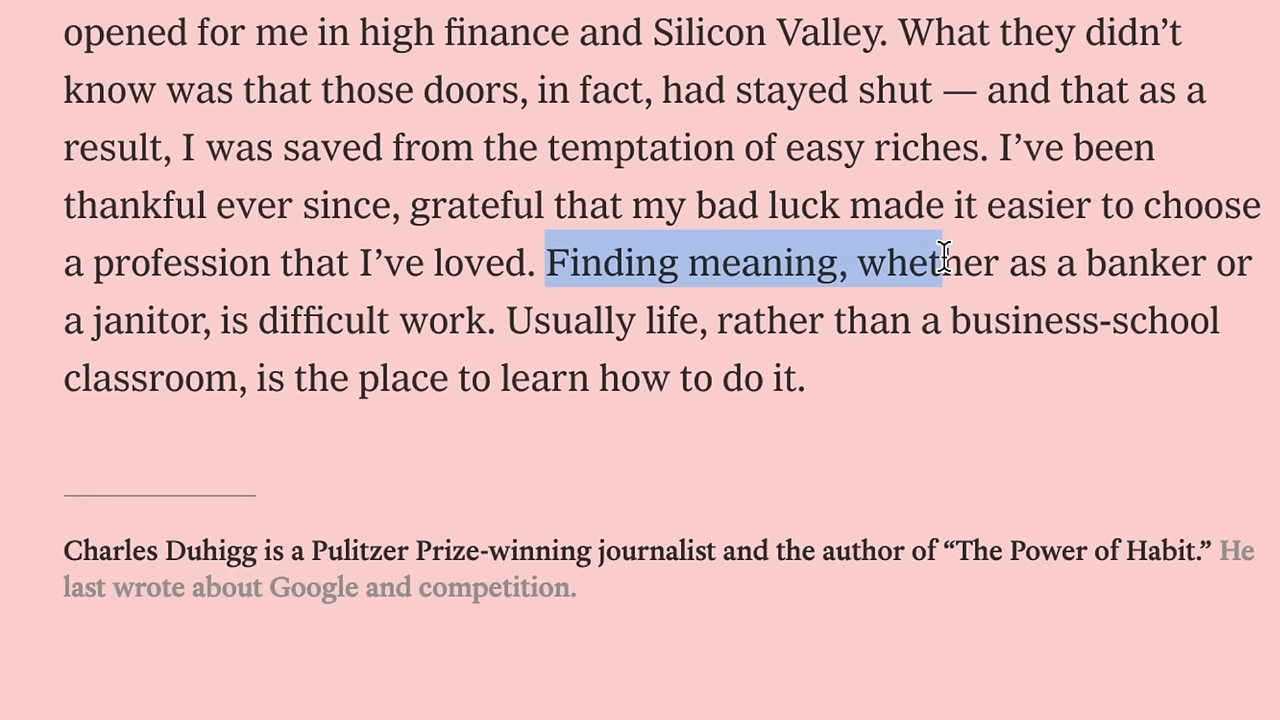 opened for me in high finance and Silicon Valley. What they didn’t
know was that those doors, in fact, had stayed shut — and that as a
result, I was saved from the temptation of easy riches. I’ve been
thankful ever since, grateful that my bad luck made it easier to choose
a profession that I’ve loved. Finding meaning, whether as a banker or
a janitor, is difficult work. Usually life, rather than a business-school
classroom, is the place to learn how to do it.
Charles Duhigg is a Pulitzer Prize-winning journalist and the author of “The Power of Habit.” He
last wrote about Google and competition.